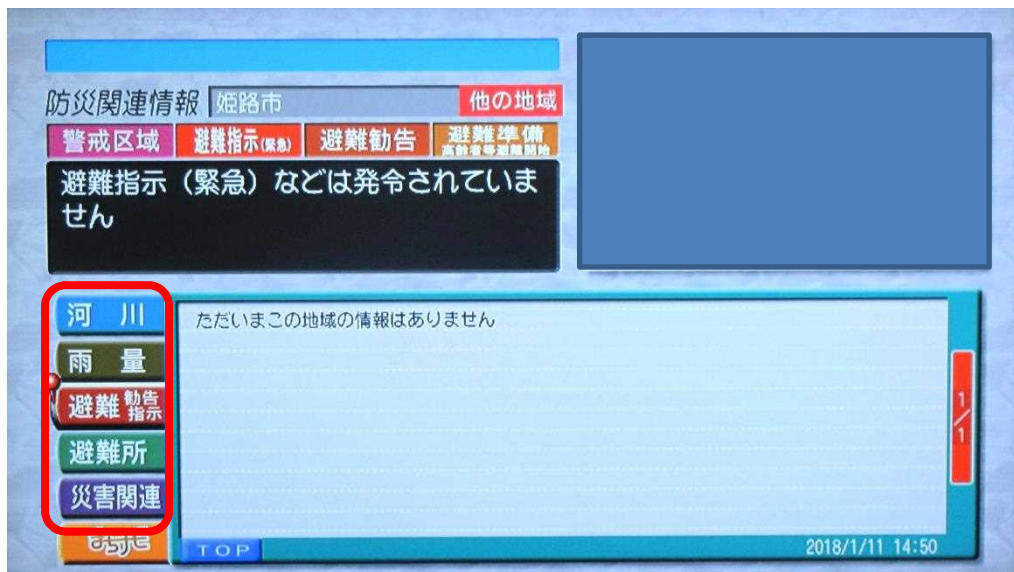 防災関連情報 姫路市 他の地域
警戒区域 避難指示(緊急) 避難勧告 避難準備 高齢者等避難開始
避難指示（緊急）などは発令されていま
せん
河 川
雨 量
避難 勧告 指示
避難所
災害関連
ただいまこの地域の情報はありません
1/1
TOP
2018/1/11 14:50